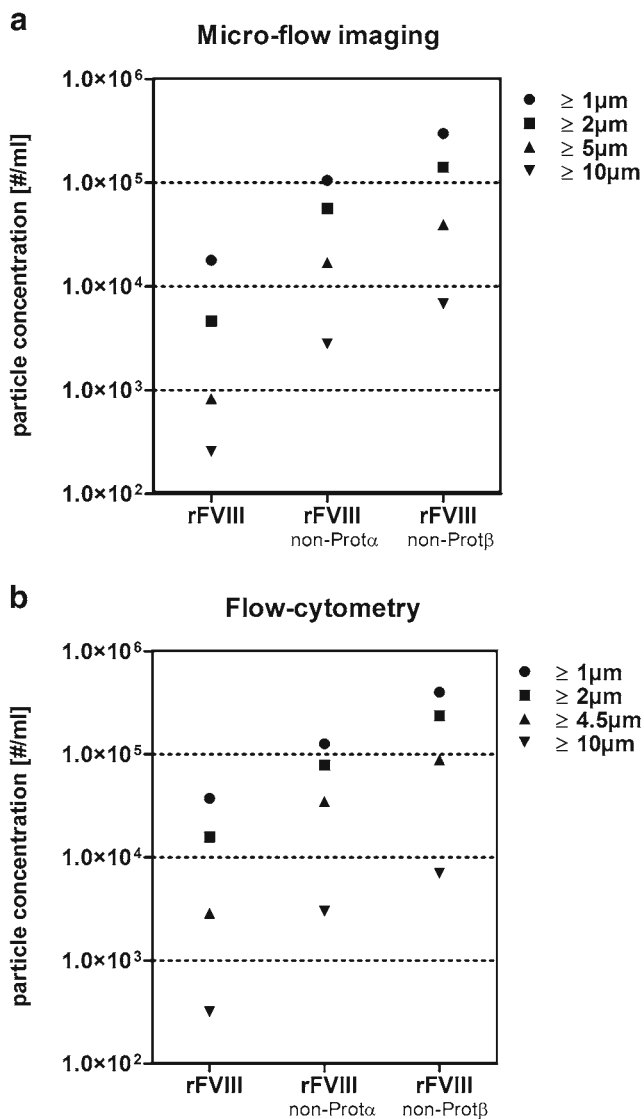 a
Micro-flow imaging
particle concentration [#/ml]
1.0×10⁶
1.0×10⁵
1.0×10⁴
1.0×10³
1.0×10²
≥ 1µm
≥ 2µm
≥ 5µm
≥ 10µm
rFVIII
rFVIII
non-Protα
rFVIII
non-Protβ
b
Flow-cytometry
particle concentration [#/ml]
1.0×10⁶
1.0×10⁵
1.0×10⁴
1.0×10³
1.0×10²
≥ 1µm
≥ 2µm
≥ 4.5µm
≥ 10µm
rFVIII
rFVIII
non-Protα
rFVIII
non-Protβ